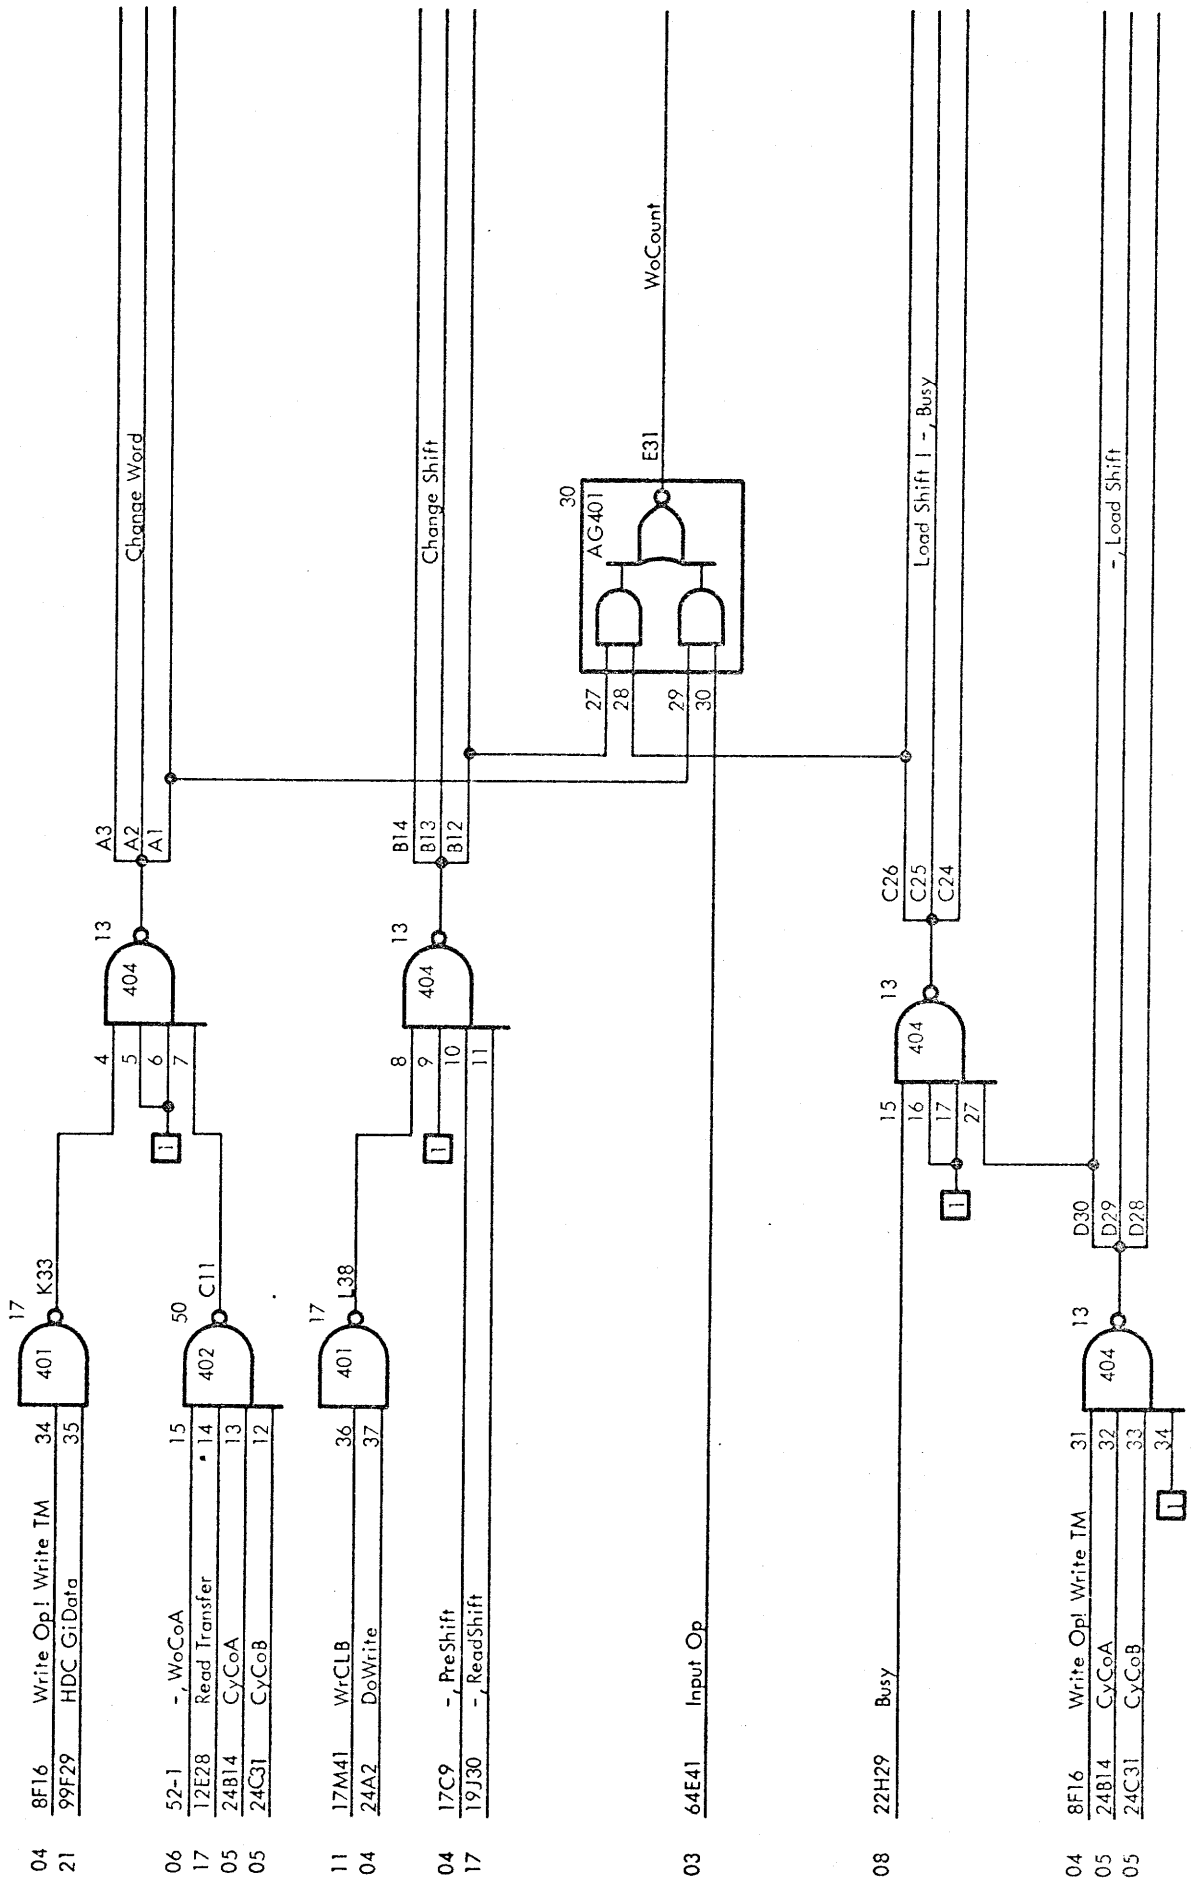 04 8F16 Write Op! Write TM 34
21 99F29 HDC GiData 35
401
17
K33
06 52-1 -, WoCoA 15
17 12E28 Read Transfer 14
05 24B14 CyCoA 13
05 24C31 CyCoB 12
402
50
C11
4
5
6
7
1
404
13
A3
A2
A1
Change Word
11 17M41 WrCLB 36
04 24A2 DoWrite 37
401
17
L38
04 17C9 -, PreShift
17 19J30 -, ReadShift
8
9
10
11
1
404
13
B14
B13
B12
Change Shift
03 64E41 Input Op
27
28
29
30
AG401
30
E31
WoCount
08 22H29 Busy
15
16
17
27
1
404
13
C26
C25
C24
Load Shift ! -, Busy
04 8F16 Write Op! Write TM 31
05 24B14 CyCoA 32
05 24C31 CyCoB 33
34
1
404
13
D30
D29
D28
-, Load Shift